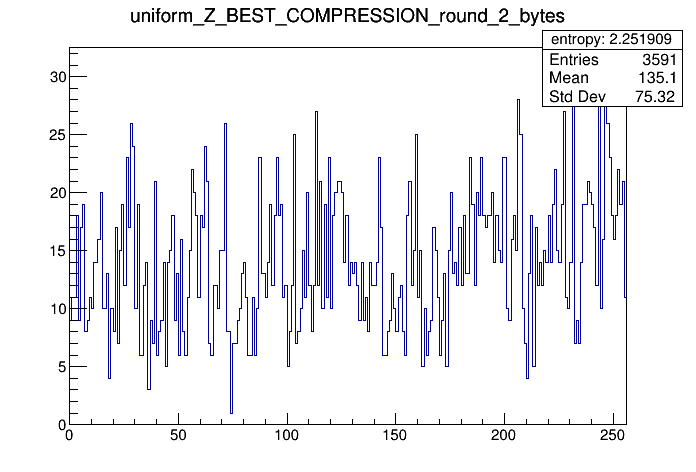 uniform_Z_BEST_COMPRESSION_round_2_bytes
entropy: 2.251909
Entries 3591
Mean 135.1
Std Dev 75.32
30
25
20
15
10
5
0
0 50 100 150 200 250